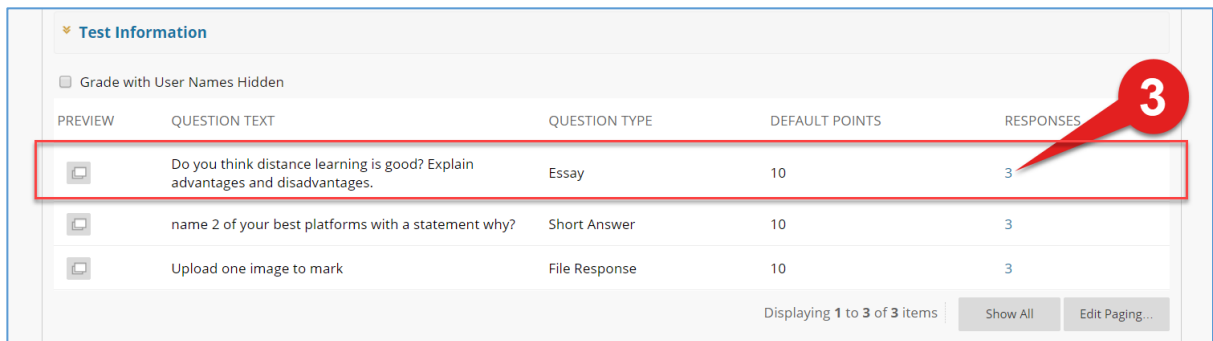 Test Information
Grade with User Names Hidden
3
PREVIEW QUESTION TEXT QUESTION TYPE DEFAULT POINTS RESPONSES
Do you think distance learning is good? Explain
advantages and disadvantages. Essay 10 3
name 2 of your best platforms with a statement why? Short Answer 10 3
Upload one image to mark File Response 10 3
Displaying 1 to 3 of 3 items Show All Edit Paging...